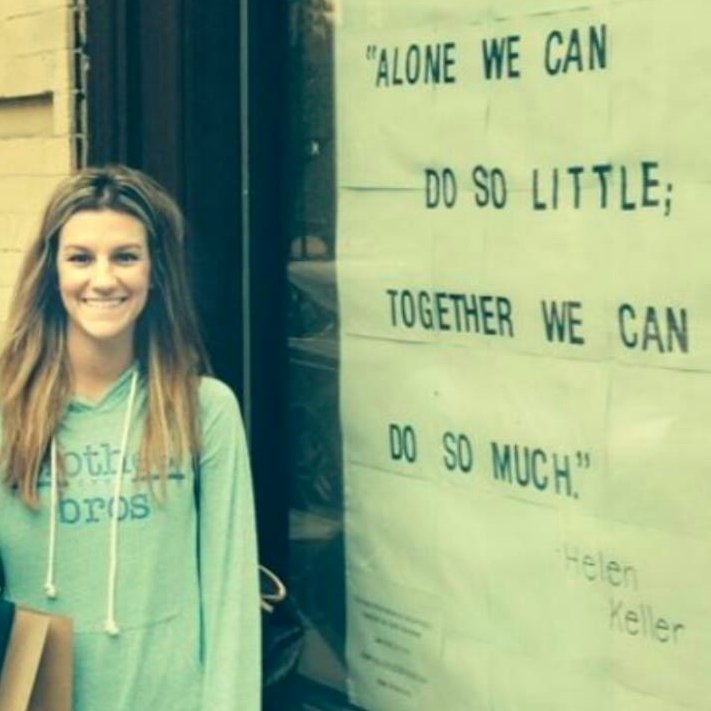 "ALONE WE CAN
DO SO LITTLE;
TOGETHER WE CAN
DO SO MUCH."
-Helen
Keller
bros